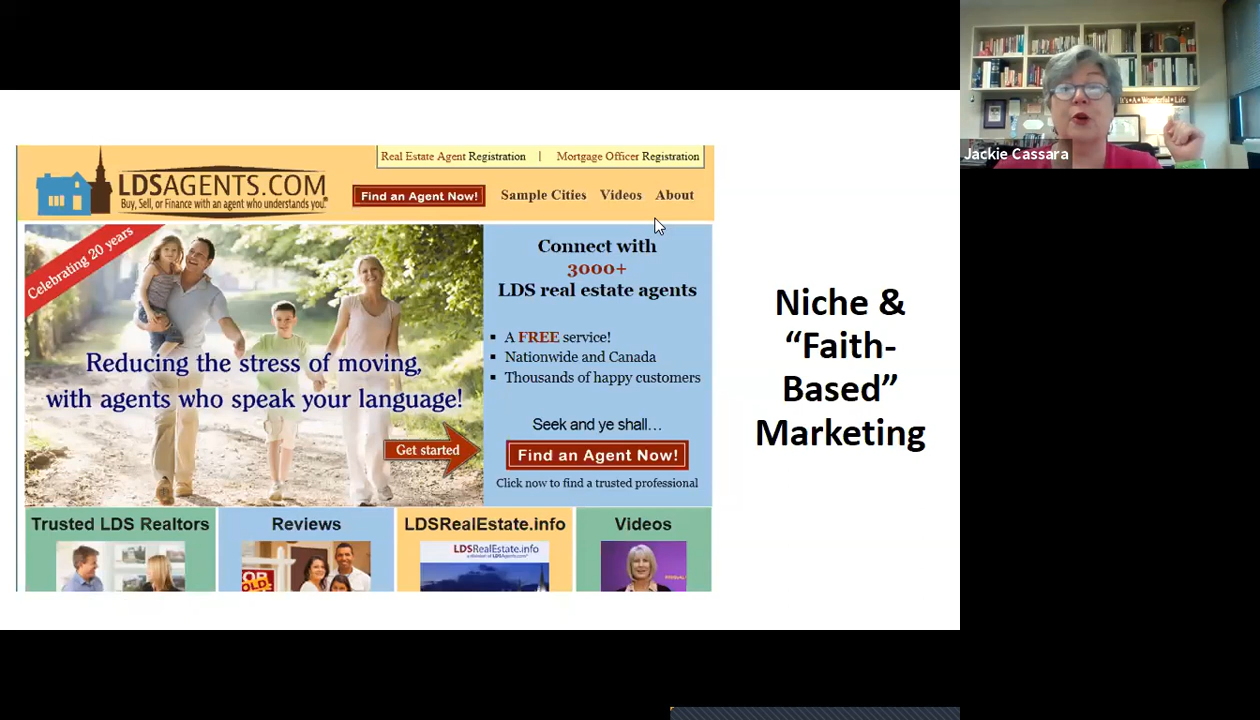 Real Estate Agent Registration | Mortgage Officer Registration
LDSAGENTS.COM
Buy, Sell, or Finance with an agent who understands you.
Find an Agent Now! Sample Cities Videos About
Celebrating 20 years
Connect with
3000+
LDS real estate agents
▪ A FREE service!
▪ Nationwide and Canada
▪ Thousands of happy customers
Reducing the stress of moving,
with agents who speak your language!
Get started
Seek and ye shall...
Find an Agent Now!
Click now to find a trusted professional
Trusted LDS Realtors
Reviews
LDSRealEstate.info
Videos
LDSRealEstate.info
Niche &
“Faith-
Based”
Marketing
It's A Wonderful Life
Jackie Cassara